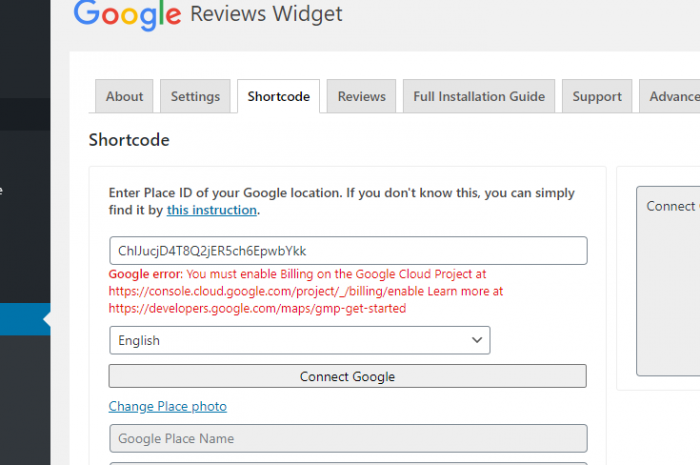 Google Reviews Widget
About Settings Shortcode Reviews Full Installation Guide Support Advance
Shortcode
Enter Place ID of your Google location. If you don't know this, you can simply
find it by this instruction.
Connect G
ChIJucjD4T8Q2jER5ch6EpwbYkk
Google error: You must enable Billing on the Google Cloud Project at
https://console.cloud.google.com/project/_/billing/enable Learn more at
https://developers.google.com/maps/gmp-get-started
English
Connect Google
Change Place photo
Google Place Name